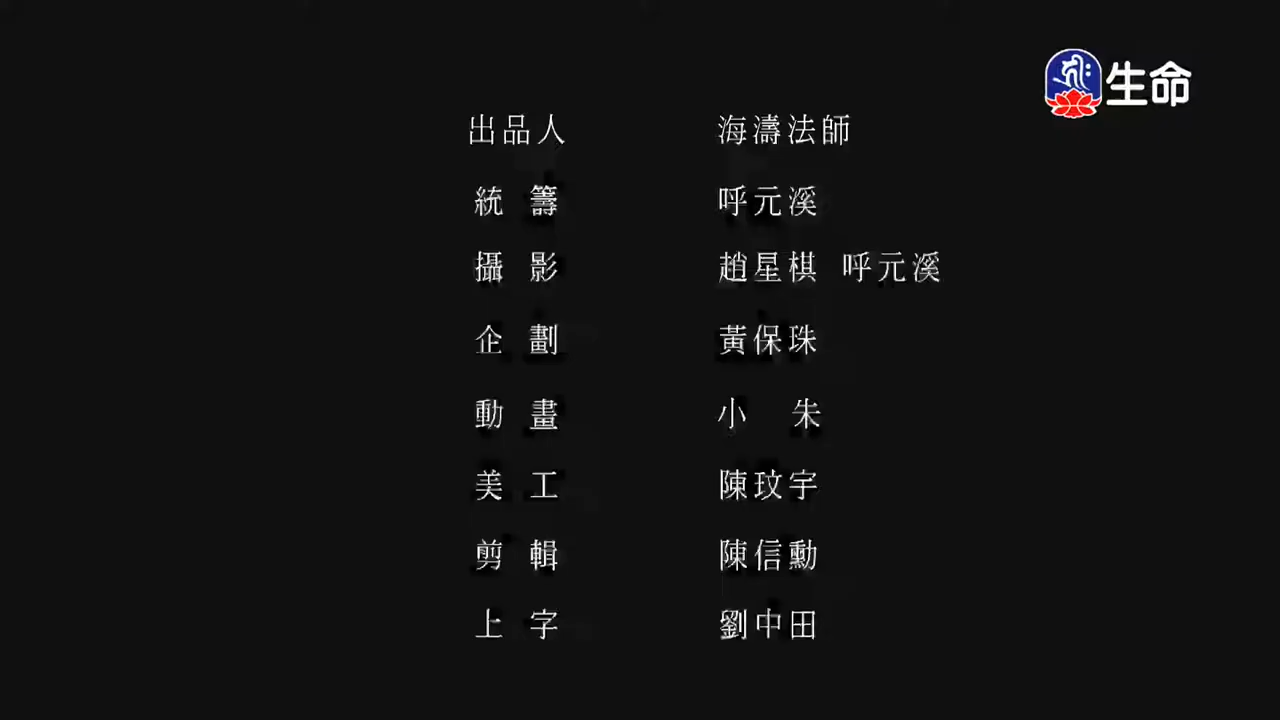 生命
出品人 海濤法師
統籌 呼元溪
攝影 趙星棋 呼元溪
企劃 黃保珠
動畫 小朱
美工 陳玟宇
剪輯 陳信勳
上字 劉中田